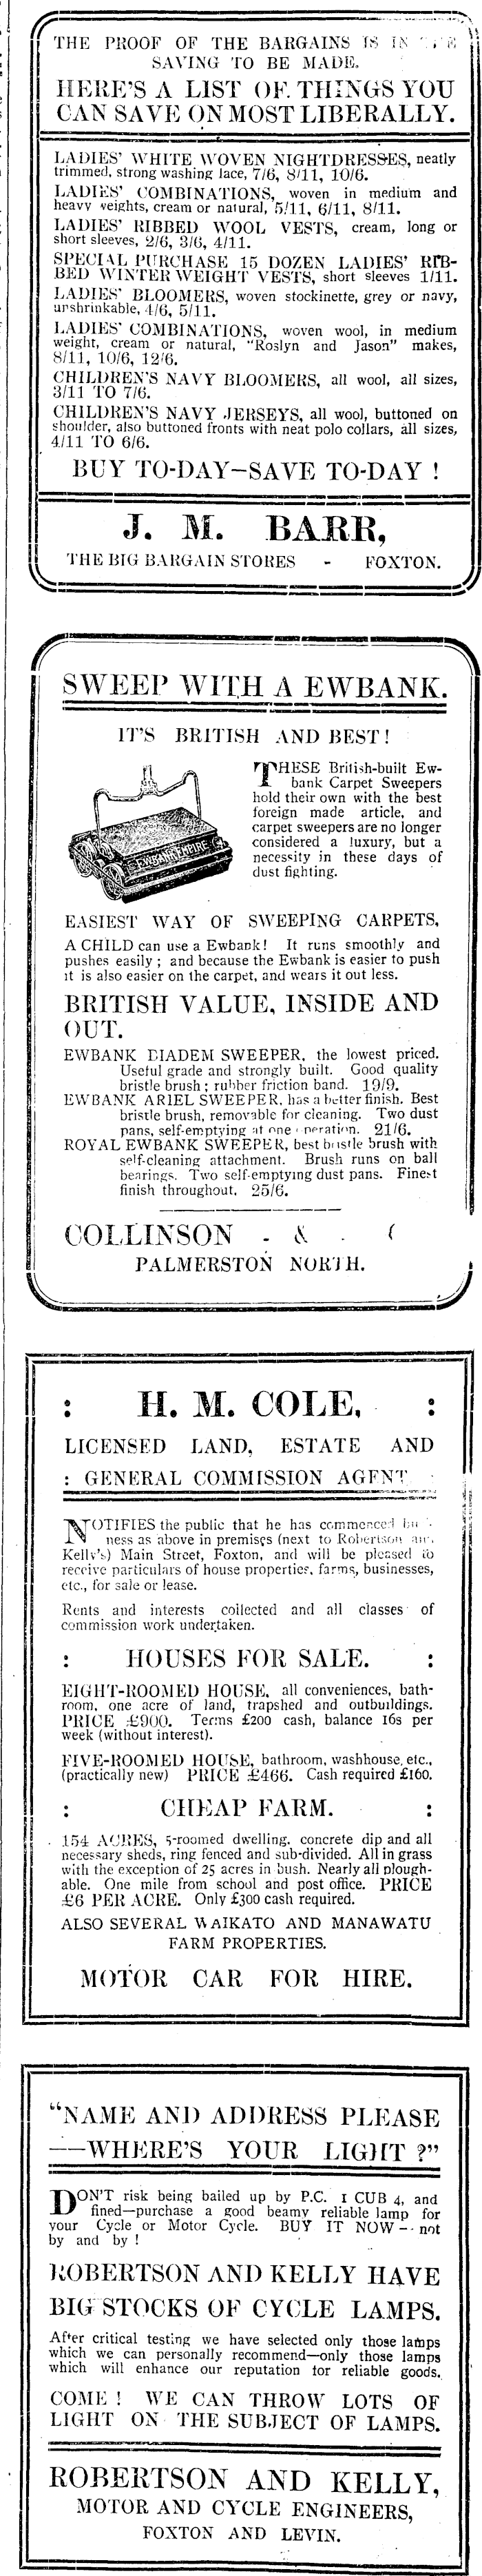 THE PROOF OF THE BARGAINS IS IN THE
SAVING TO BE MADE.
HERE'S A LIST OF THINGS YOU
CAN SAVE ON MOST LIBERALLY.
LADIES' WHITE WOVEN NIGHTDRESSES, neatly
trimmed, strong washing lace, 7/6, 8/11, 10/6.
LADIES' COMBINATIONS, woven in medium and
heavy weights, cream or natural, 5/11, 6/11, 8/11.
LADIES' RIBBED WOOL VESTS, cream, long or
short sleeves, 2/6, 3/6, 4/11.
SPECIAL PURCHASE 15 DOZEN LADIES' RIB-
BED WINTER WEIGHT VESTS, short sleeves 1/11.
LADIES' BLOOMERS, woven stockinette, grey or navy,
unshrinkable, 4/6, 5/11.
LADIES' COMBINATIONS, woven wool, in medium
weight, cream or natural, "Roslyn and Jason" makes,
8/11, 10/6, 12/6.
CHILDREN'S NAVY BLOOMERS, all wool, all sizes,
3/11 TO 7/6.
CHILDREN'S NAVY JERSEYS, all wool, buttoned on
shoulder, also buttoned fronts with neat polo collars, all sizes,
4/11 TO 6/6.
BUY TO-DAY—SAVE TO-DAY !
J. M. BARR,
THE BIG BARGAIN STORES - FOXTON.
SWEEP WITH A EWBANK.
IT'S BRITISH AND BEST!
THESE British-built Ew-
bank Carpet Sweepers
hold their own with the best
foreign made article, and
carpet sweepers are no longer
considered a luxury, but a
necessity in these days of
dust fighting.
EWBANK EMPIRE
EASIEST WAY OF SWEEPING CARPETS,
A CHILD can use a Ewbank! It runs smoothly and
pushes easily ; and because the Ewbank is easier to push
it is also easier on the carpet, and wears it out less.
BRITISH VALUE, INSIDE AND
OUT.
EWBANK DIADEM SWEEPER, the lowest priced.
Useful grade and strongly built. Good quality
bristle brush ; rubber friction band. 19/9.
EWBANK ARIEL SWEEPER, has a better finish. Best
bristle brush, removable for cleaning. Two dust
pans, self-emptying at one operation. 21/6.
ROYAL EWBANK SWEEPER, best bristle brush with
self-cleaning attachment. Brush runs on ball
bearings. Two self-emptying dust pans. Finest
finish throughout, 25/6.
COLLINSON - & -
PALMERSTON NORTH.
: H. M. COLE, :
LICENSED LAND, ESTATE AND
: GENERAL COMMISSION AGENT :
NOTIFIES the public that he has commenced bu-
ness as above in premises (next to Robertson and
Kelly's) Main Street, Foxton, and will be pleased to
receive particulars of house properties, farms, businesses,
etc., for sale or lease.
Rents and interests collected and all classes of
commission work undertaken.
: HOUSES FOR SALE. :
EIGHT-ROOMED HOUSE, all conveniences, bath-
room, one acre of land, trapshed and outbuildings.
PRICE £900. Terms £200 cash, balance 16s per
week (without interest).
FIVE-ROOMED HOUSE, bathroom, washhouse, etc.,
(practically new) PRICE £466. Cash required £160.
: CHEAP FARM. :
154 ACRES, 5-roomed dwelling, concrete dip and all
necessary sheds, ring fenced and sub-divided. All in grass
with the exception of 25 acres in bush. Nearly all plough-
able. One mile from school and post office. PRICE
£6 PER ACRE. Only £300 cash required.
ALSO SEVERAL WAIKATO AND MANAWATU
FARM PROPERTIES.
MOTOR CAR FOR HIRE.
"NAME AND ADDRESS PLEASE
—WHERE'S YOUR LIGHT ?"
DON'T risk being bailed up by P.C. 1 CUB 4, and
fined—purchase a good beamy reliable lamp for
your Cycle or Motor Cycle. BUY IT NOW—not
by and by !
ROBERTSON AND KELLY HAVE
BIG STOCKS OF CYCLE LAMPS.
After critical testing we have selected only those lamps
which we can personally recommend—only those lamps
which will enhance our reputation for reliable goods.
COME ! WE CAN THROW LOTS OF
LIGHT ON THE SUBJECT OF LAMPS.
ROBERTSON AND KELLY,
MOTOR AND CYCLE ENGINEERS,
FOXTON AND LEVIN.